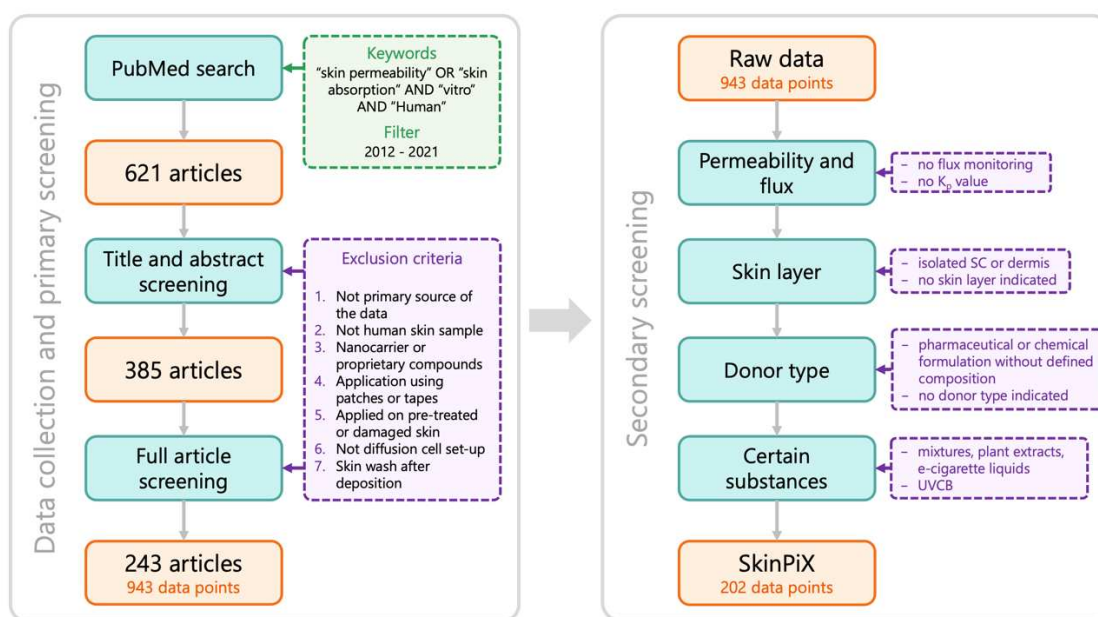 Data collection and primary screening
PubMed search
Keywords
“skin permeability” OR “skin
absorption” AND “vitro”
AND “Human”
Filter
2012 - 2021
621 articles
Title and abstract
screening
Exclusion criteria
1. Not primary source of
the data
2. Not human skin sample
3. Nanocarrier or
proprietary compounds
4. Application using
patches or tapes
5. Applied on pre-treated
or damaged skin
6. Not diffusion cell set-up
7. Skin wash after
deposition
385 articles
Full article
screening
243 articles
943 data points
Secondary screening
Raw data
943 data points
Permeability and
flux
- no flux monitoring
- no Kp value
Skin layer
- isolated SC or dermis
- no skin layer indicated
Donor type
- pharmaceutical or chemical
formulation without defined
composition
- no donor type indicated
Certain
substances
- mixtures, plant extracts,
e-cigarette liquids
- UVCB
SkinPiX
202 data points